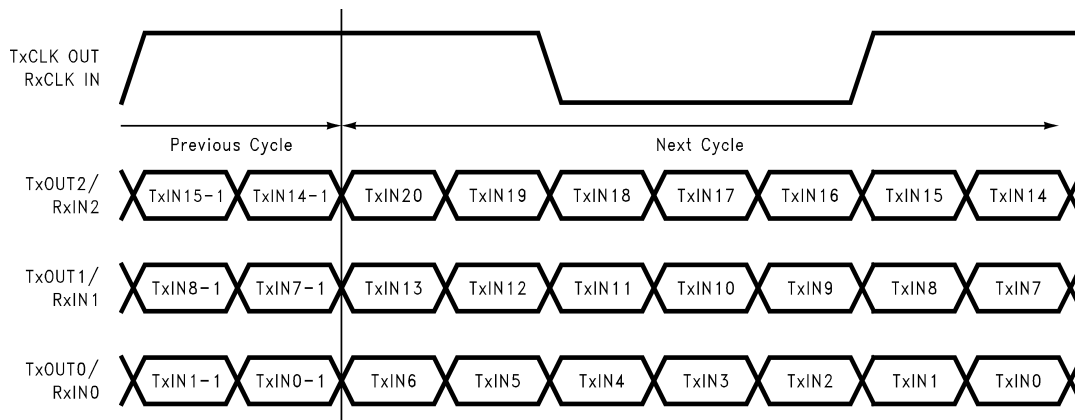 TxCLK OUT
RxCLK IN
Previous Cycle
Next Cycle
TxOUT2/
RxIN2
TxIN15-1 TxIN14-1 TxIN20 TxIN19 TxIN18 TxIN17 TxIN16 TxIN15 TxIN14
TxOUT1/
RxIN1
TxIN8-1 TxIN7-1 TxIN13 TxIN12 TxIN11 TxIN10 TxIN9 TxIN8 TxIN7
TxOUT0/
RxIN0
TxIN1-1 TxIN0-1 TxIN6 TxIN5 TxIN4 TxIN3 TxIN2 TxIN1 TxIN0